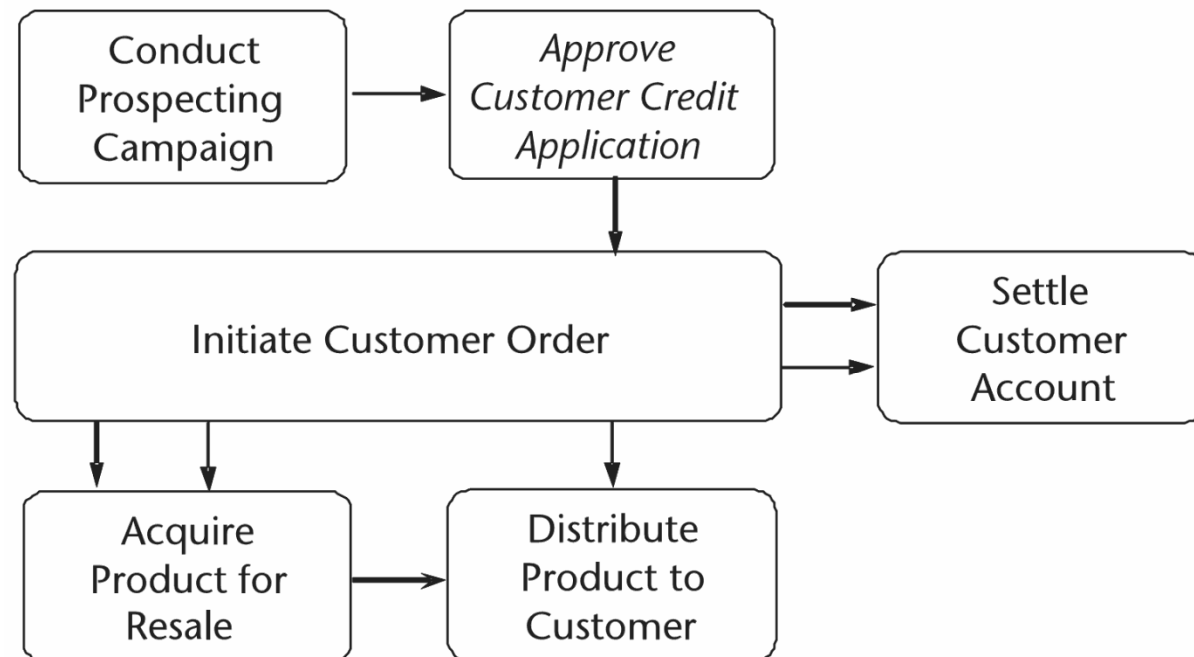 Conduct
Prospecting
Campaign
Approve
Customer Credit
Application
Initiate Customer Order
Settle
Customer
Account
Acquire
Product for
Resale
Distribute
Product to
Customer